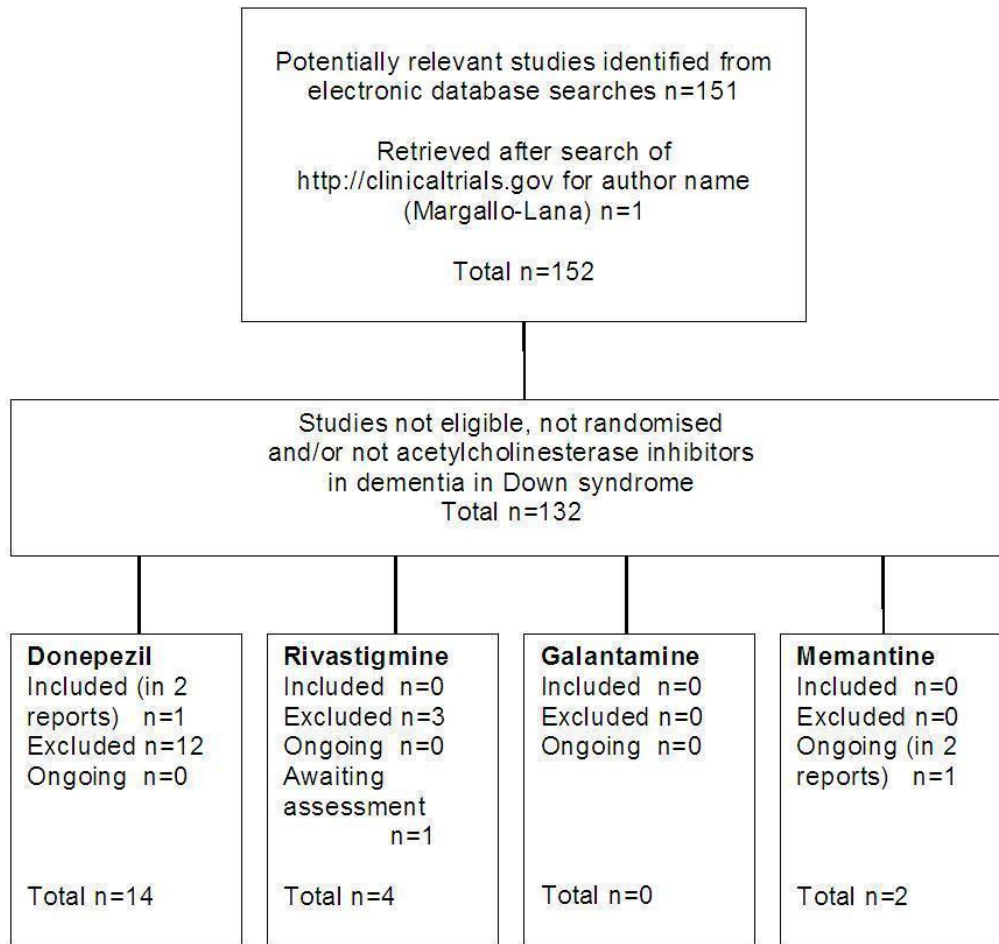 Potentially relevant studies identified from
electronic database searches n=151
Retrieved after search of
http://clinicaltrials.gov for author name
(Margallo-Lana) n=1
Total n=152
Studies not eligible, not randomised
and/or not acetylcholinesterase inhibitors
in dementia in Down syndrome
Total n=132
Donepezil
Included (in 2
reports) n=1
Excluded n=12
Ongoing n=0
Total n=14
Rivastigmine
Included n=0
Excluded n=3
Ongoing n=0
Awaiting
assessment
n=1
Total n=4
Galantamine
Included n=0
Excluded n=0
Ongoing n=0
Total n=0
Memantine
Included n=0
Excluded n=0
Ongoing (in 2
reports) n=1
Total n=2